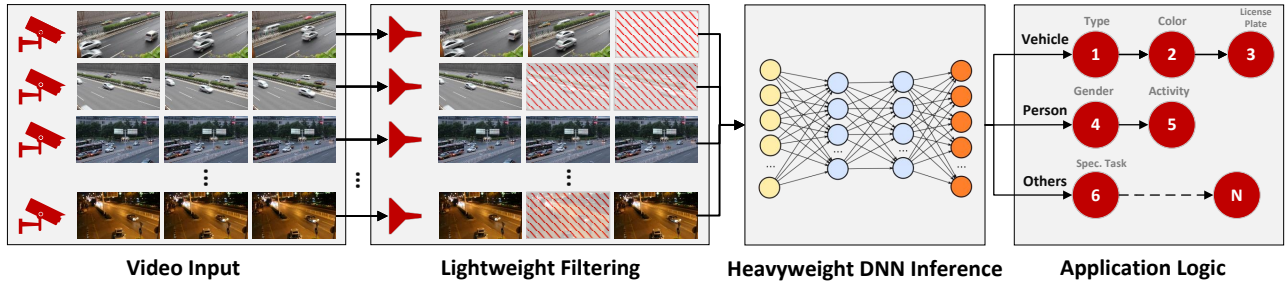 Type
Color
License
Plate
Vehicle
1
2
3
Gender
Activity
Person
4
5
...
...
...
...
Spec. Task
Others
6
N
Video Input
Lightweight Filtering
Heavyweight DNN Inference
Application Logic